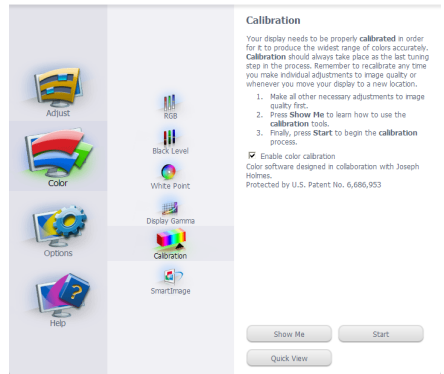 Adjust
Color
Options
Help
RGB
Black Level
White Point
Display Gamma
Calibration
SmartImage
Calibration
Your display needs to be properly calibrated in order
for it to produce the widest range of colors accurately.
Calibration should always take place as the last tuning
step in the process. Remember to recalibrate any time
you make individual adjustments to image quality or
whenever you move your display to a new location.
1. Make all other necessary adjustments to image
quality first.
2. Press Show Me to learn how to use the
calibration tools.
3. Finally, press Start to begin the calibration
process.
Enable color calibration
Color software designed in collaboration with Joseph
Holmes.
Protected by U.S. Patent No. 6,686,953
Show Me
Start
Quick View